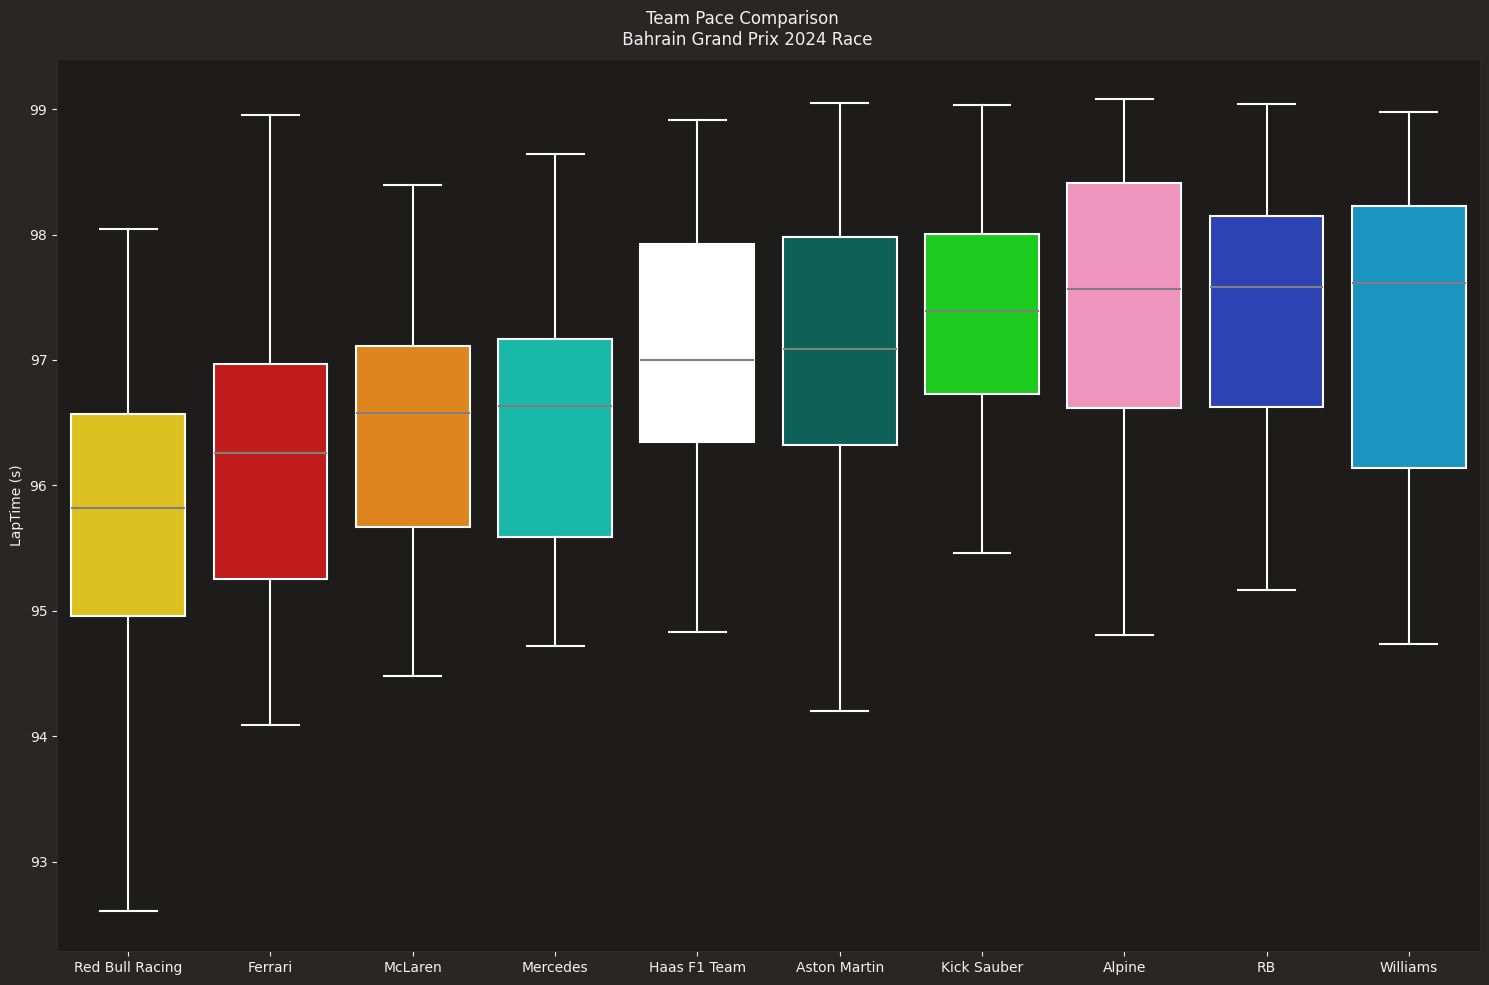 Team Pace Comparison
Bahrain Grand Prix 2024 Race
99
98
97
96
95
94
93
LapTime (s)
Red Bull Racing
Ferrari
McLaren
Mercedes
Haas F1 Team
Aston Martin
Kick Sauber
Alpine
RB
Williams